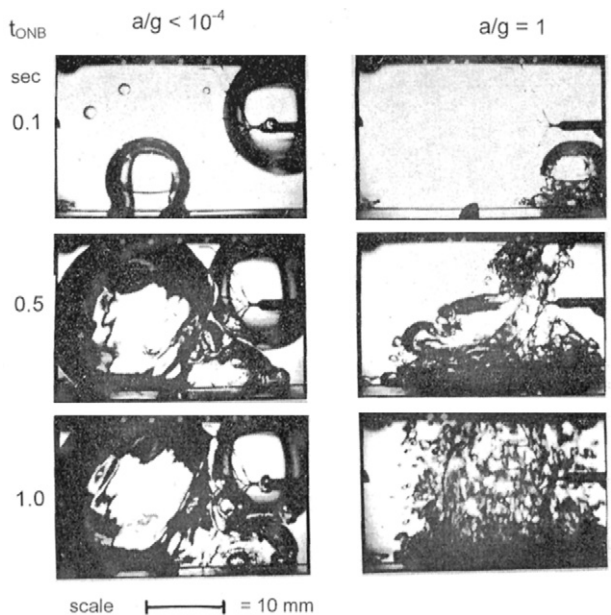 t_ONB a/g < 10⁻⁴ a/g = 1
sec
0.1
0.5
1.0
scale = 10 mm